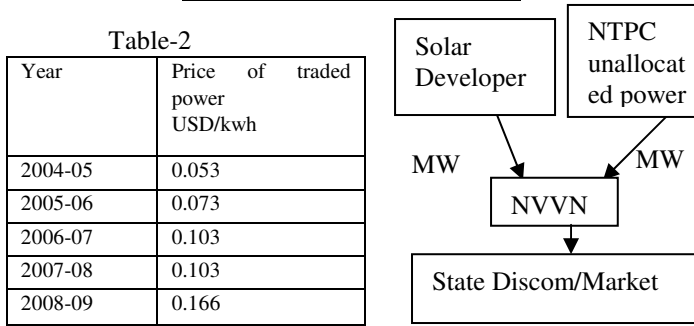 Table-2
Year
Price of traded
power
USD/kwh
2004-05 0.053
2005-06 0.073
2006-07 0.103
2007-08 0.103
2008-09 0.166
Solar
Developer
NTPC
unallocat
ed power
MW
MW
NVVN
State Discom/Market